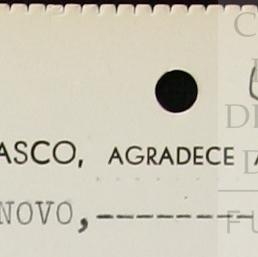 ASCO, AGRADECE A
NOVO,----------